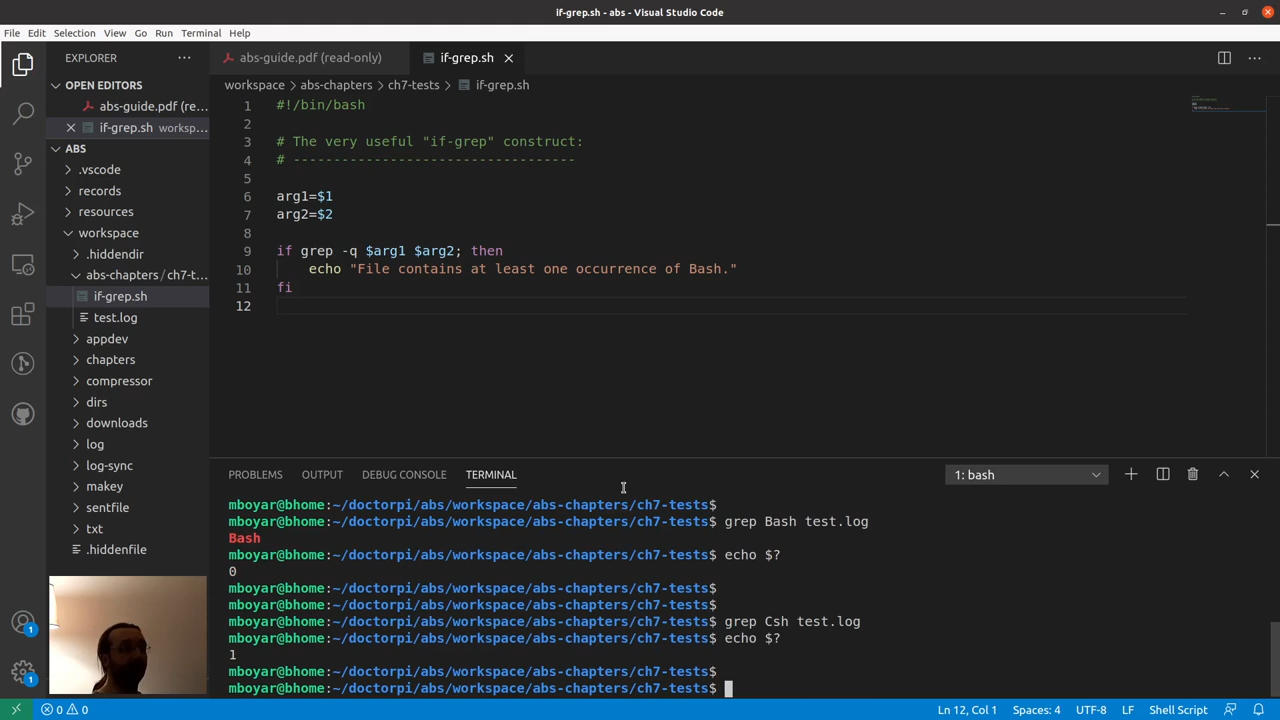 if-grep.sh - abs - Visual Studio Code
File Edit Selection View Go Run Terminal Help
EXPLORER
OPEN EDITORS
abs-guide.pdf (re...
if-grep.sh worksp...
ABS
.vscode
records
resources
workspace
.hiddendir
abs-chapters / ch7-t...
if-grep.sh
test.log
appdev
chapters
compressor
dirs
downloads
log
log-sync
makey
sentfile
txt
.hiddenfile
abs-guide.pdf (read-only) if-grep.sh
workspace > abs-chapters > ch7-tests > if-grep.sh
1 #!/bin/bash
2
3 # The very useful "if-grep" construct:
4 # -----------------------------------
5
6 arg1=$1
7 arg2=$2
8
9 if grep -q $arg1 $arg2; then
10 echo "File contains at least one occurrence of Bash."
11 fi
12
PROBLEMS OUTPUT DEBUG CONSOLE TERMINAL 1: bash
mboyar@bhome:~/doctorpi/abs/workspace/abs-chapters/ch7-tests$
mboyar@bhome:~/doctorpi/abs/workspace/abs-chapters/ch7-tests$ grep Bash test.log
Bash
mboyar@bhome:~/doctorpi/abs/workspace/abs-chapters/ch7-tests$ echo $?
0
mboyar@bhome:~/doctorpi/abs/workspace/abs-chapters/ch7-tests$
mboyar@bhome:~/doctorpi/abs/workspace/abs-chapters/ch7-tests$
mboyar@bhome:~/doctorpi/abs/workspace/abs-chapters/ch7-tests$ grep Csh test.log
mboyar@bhome:~/doctorpi/abs/workspace/abs-chapters/ch7-tests$ echo $?
1
mboyar@bhome:~/doctorpi/abs/workspace/abs-chapters/ch7-tests$
mboyar@bhome:~/doctorpi/abs/workspace/abs-chapters/ch7-tests$
1
1
0 0 Ln 12, Col 1 Spaces: 4 UTF-8 LF Shell Script